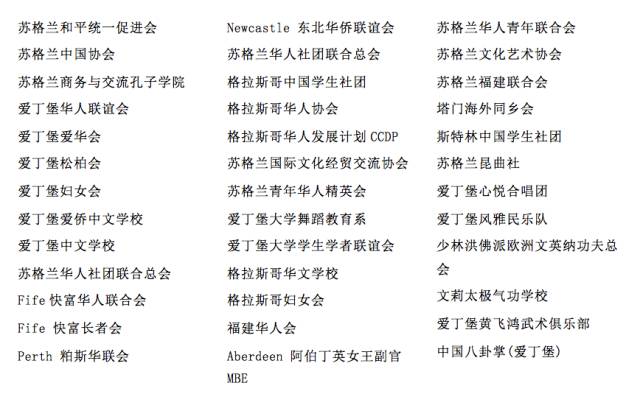 苏格兰和平统一促进会
苏格兰中国协会
苏格兰商务与交流孔子学院
爱丁堡华人联谊会
爱丁堡爱华会
爱丁堡松柏会
爱丁堡妇女会
爱丁堡爱侨中文学校
爱丁堡中文学校
苏格兰华人社团联合总会
Fife 快富华人联合会
Fife 快富长者会
Perth 粕斯华联会
Newcastle 东北华侨联谊会
苏格兰华人社团联合总会
格拉斯哥中国学生社团
格拉斯哥华人协会
格拉斯哥华人发展计划 CCDP
苏格兰国际文化经贸交流协会
苏格兰青年华人精英会
爱丁堡大学舞蹈教育系
爱丁堡大学学生学者联谊会
格拉斯哥华文学校
格拉斯哥妇女会
福建华人会
Aberdeen 阿伯丁英女王副官
MBE
苏格兰华人青年联合会
苏格兰文化艺术协会
苏格兰福建联合会
塔门海外同乡会
斯特林中国学生社团
苏格兰昆曲社
爱丁堡心悦合唱团
爱丁堡风雅民乐队
少林洪佛派欧洲文英纳功夫总
会
文莉太极气功学校
爱丁堡黄飞鸿武术俱乐部
中国八卦掌(爱丁堡)